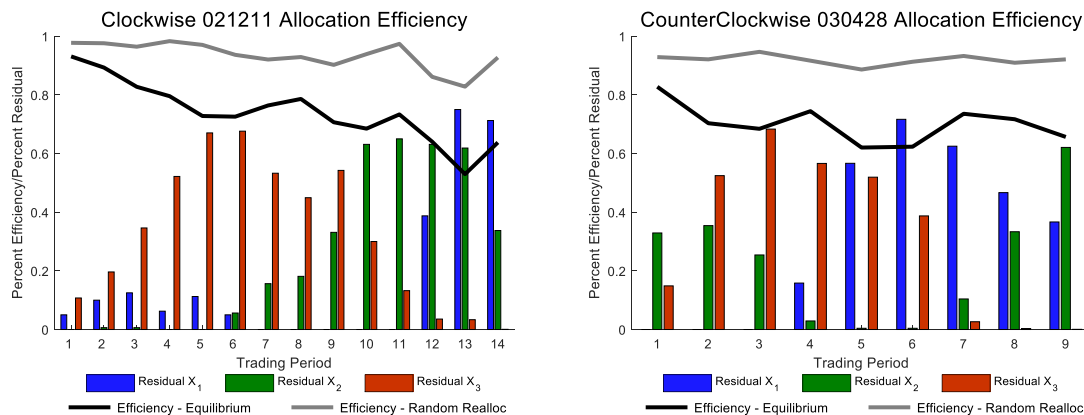 Clockwise 021211 Allocation Efficiency
Percent Efficiency/Percent Residual
1
0.8
0.6
0.4
0.2
0
1 2 3 4 5 6 7 8 9 10 11 12 13 14
Trading Period
Residual X1 Residual X2 Residual X3
Efficiency - Equilibrium Efficiency - Random Realloc
CounterClockwise 030428 Allocation Efficiency
Percent Efficiency/Percent Residual
1
0.8
0.6
0.4
0.2
0
1 2 3 4 5 6 7 8 9
Trading Period
Residual X1 Residual X2 Residual X3
Efficiency - Equilibrium Efficiency - Random Realloc